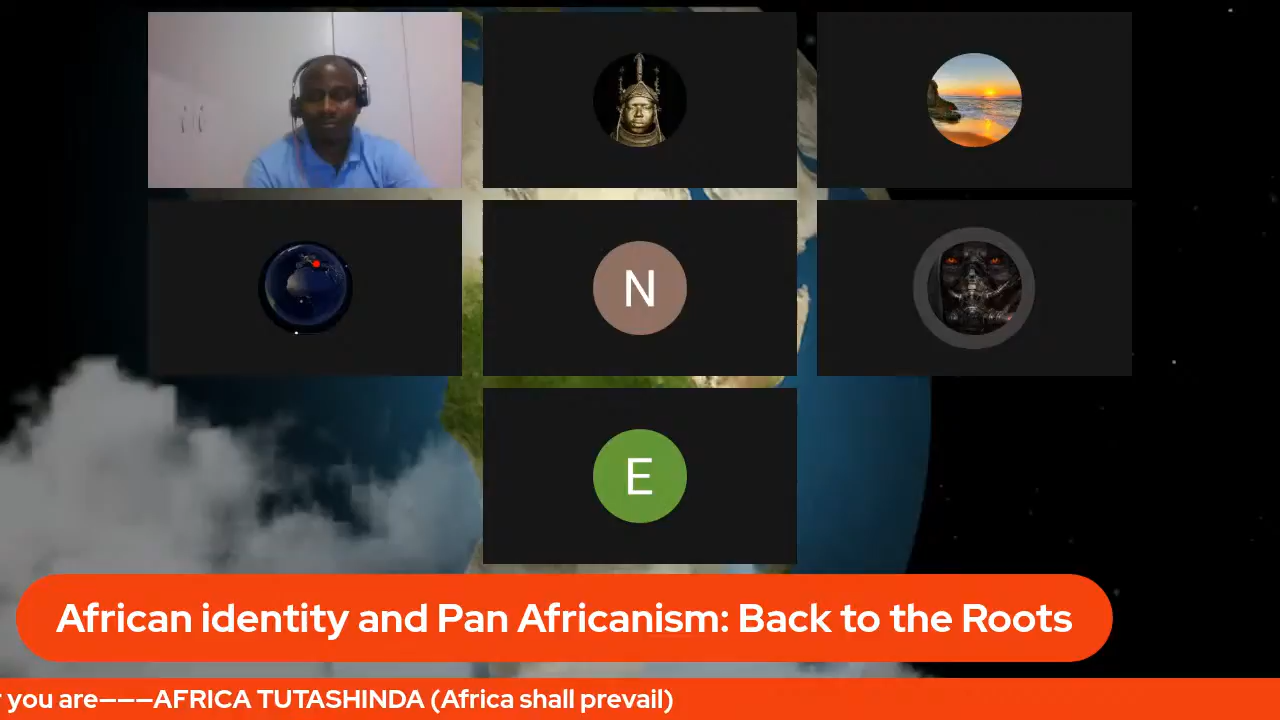 N
E
African identity and Pan Africanism: Back to the Roots
you are———AFRICA TUTASHINDA (Africa shall prevail)